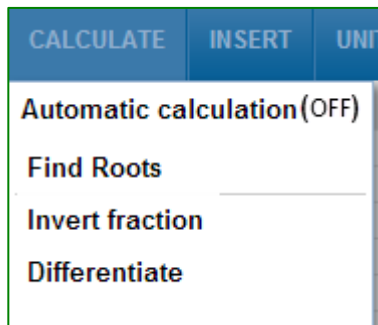 CALCULATE INSERT UNI
Automatic calculation(OFF)
Find Roots
Invert fraction
Differentiate